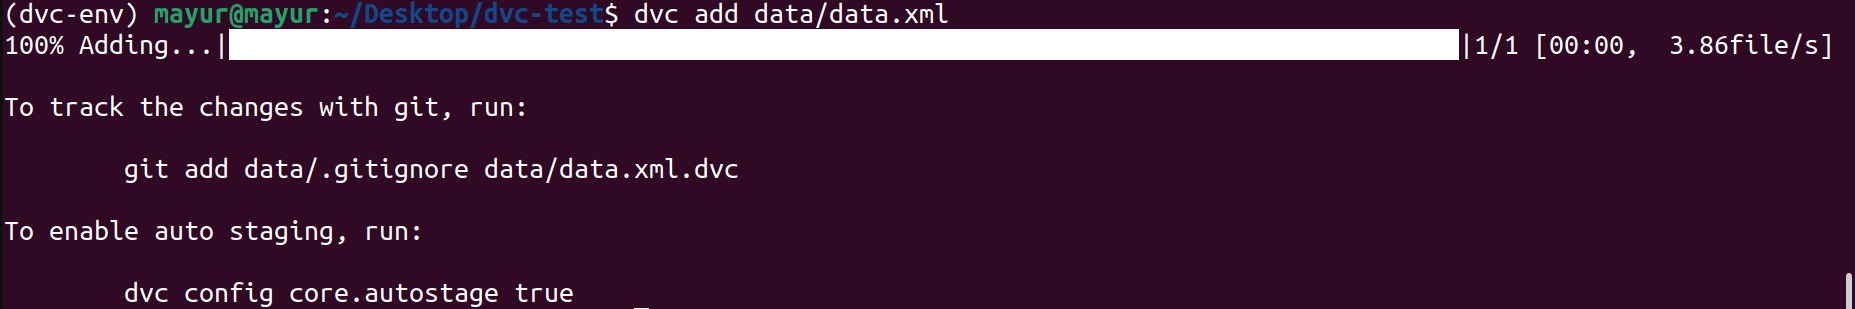 (dvc-env) mayur@mayur:~/Desktop/dvc-test$ dvc add data/data.xml
100% Adding...| |1/1 [00:00,  3.86file/s]
To track the changes with git, run:
git add data/.gitignore data/data.xml.dvc
To enable auto staging, run:
dvc config core.autostage true